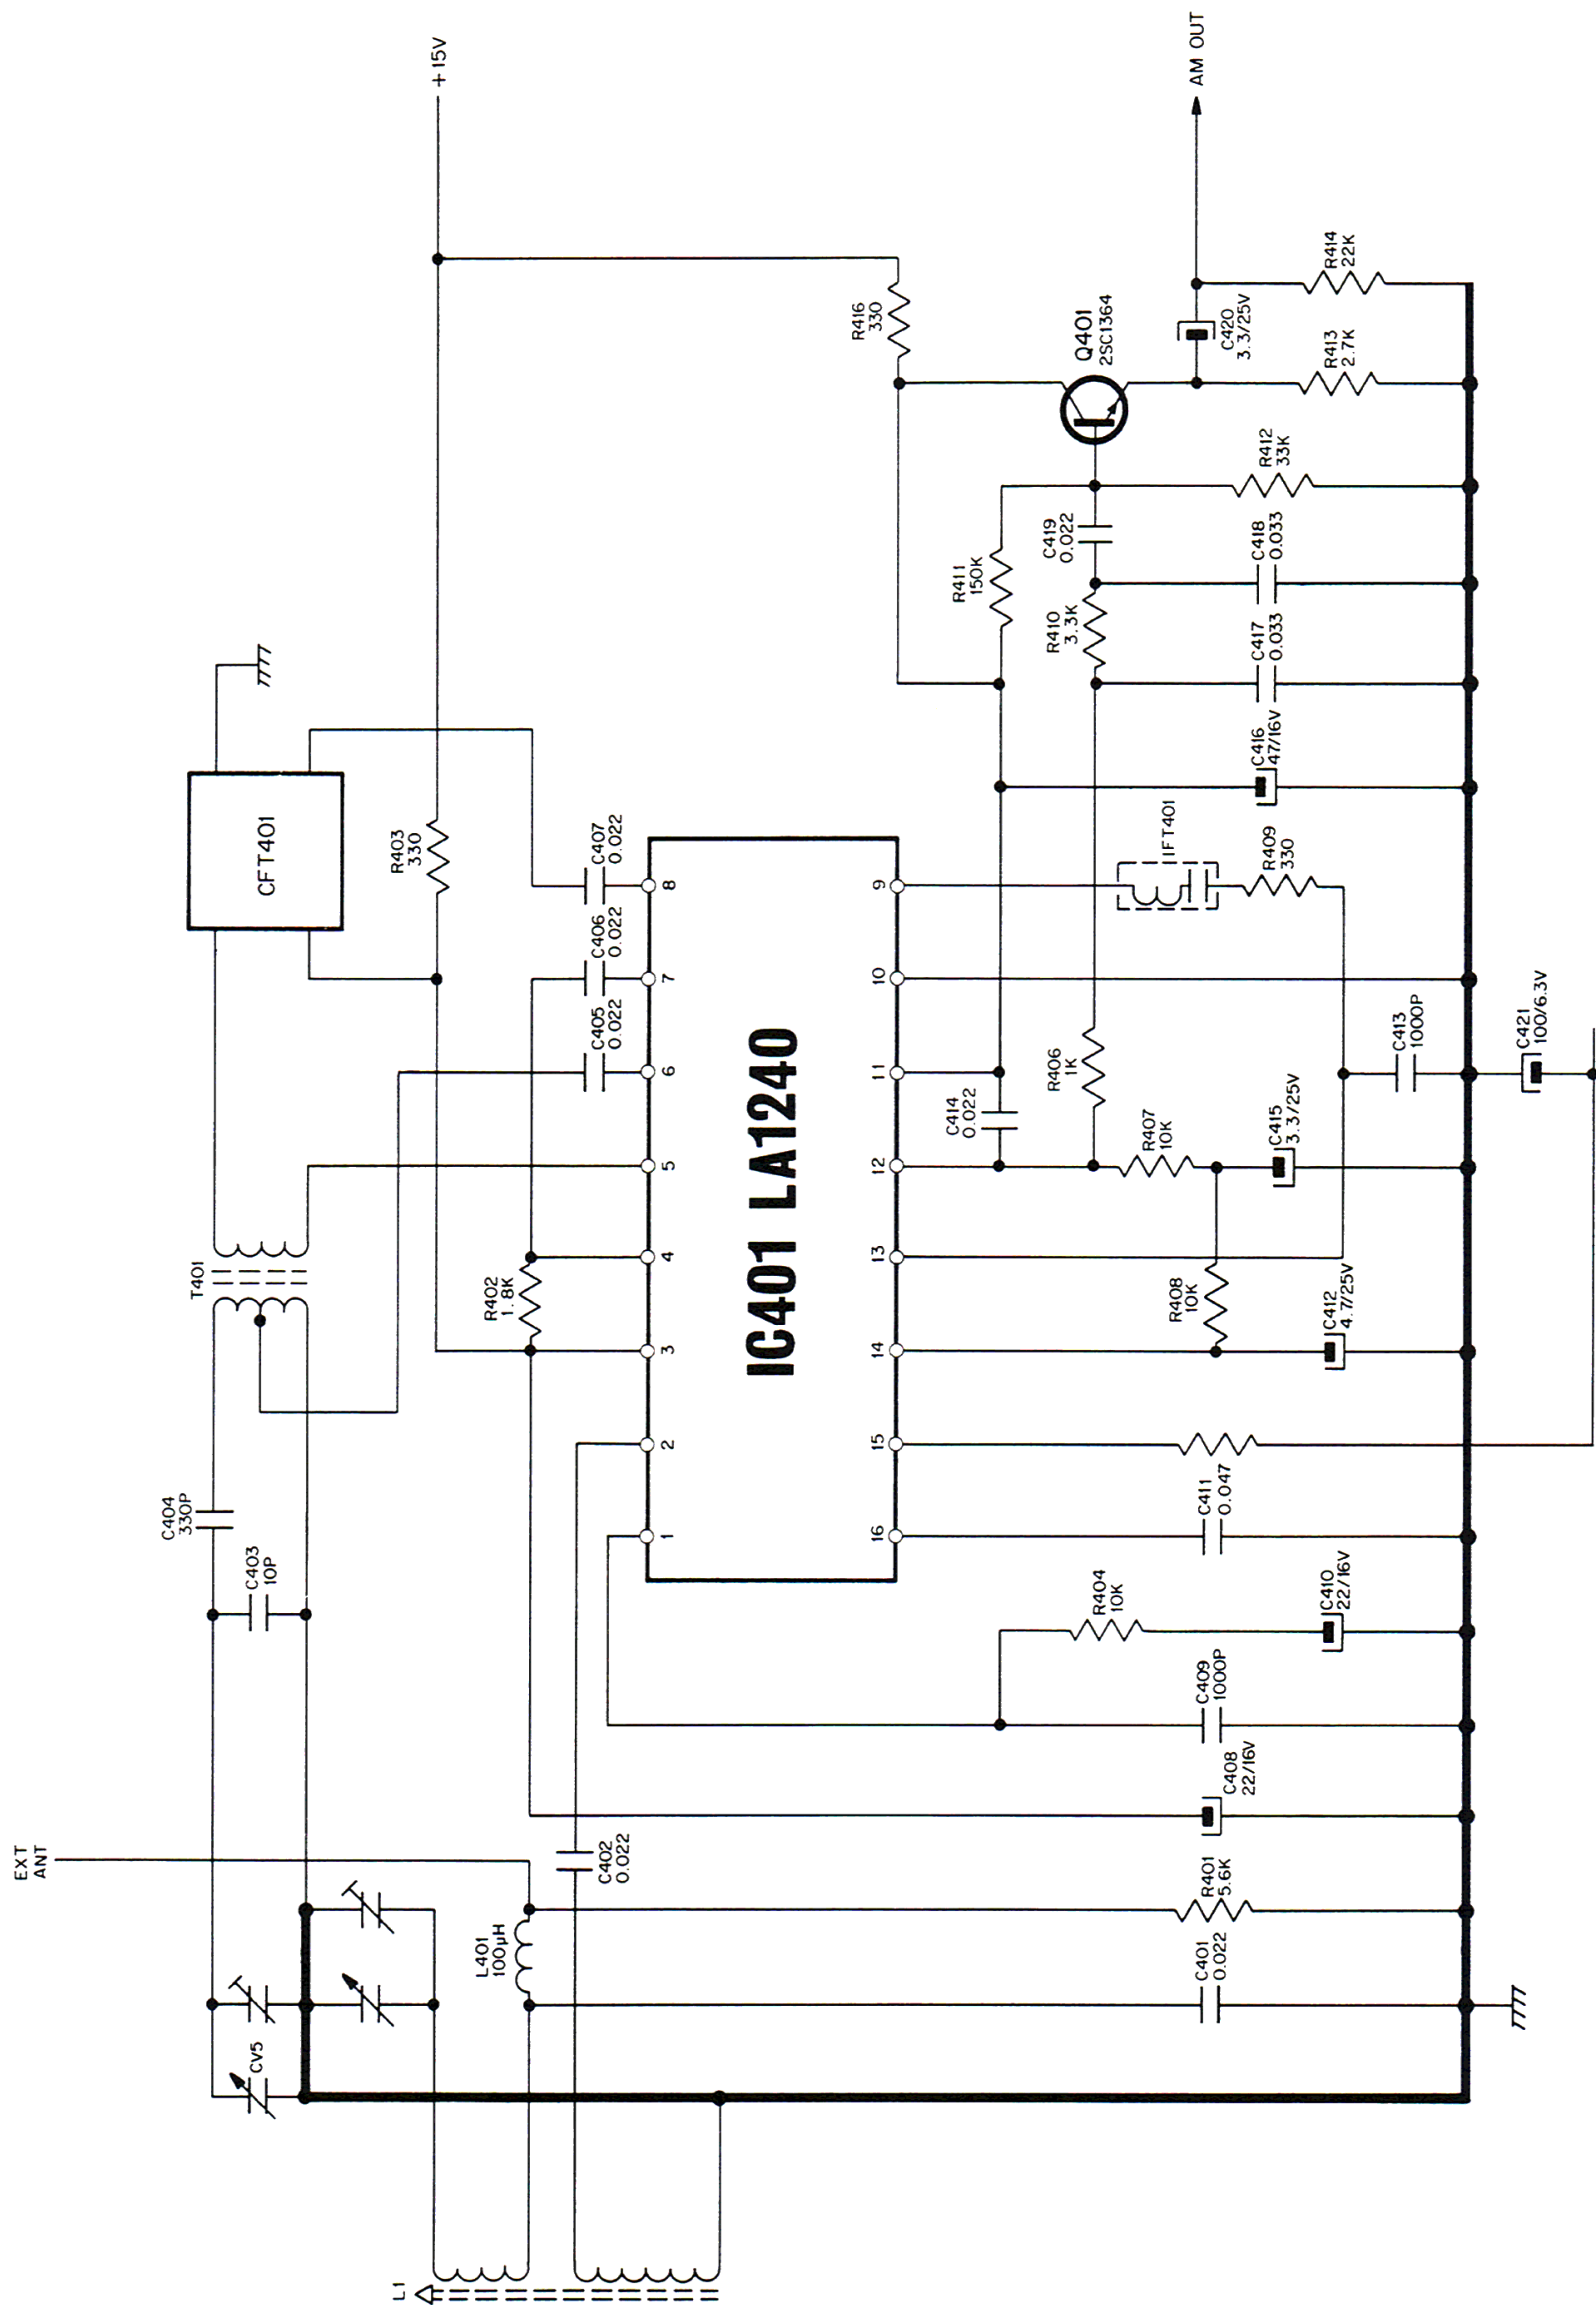 EXT
ANT
L1
CV5
C404
330P
C403
10P
T401
CFT401
+15V
R403
330
L401
100μH
C402
0.022
R402
1.8K
C405
0.022
C406
0.022
C407
0.022
1
2
3
4
5
6
7
8
IC401 LA1240
16
15
14
13
12
11
10
9
R416
330
C414
0.022
R411
150K
R406
1K
R410
3.3K
C419
0.022
Q401
2SC1364
AM OUT
R404
10K
R407
10K
R408
10K
IFT401
C401
0.022
R401
5.6K
C408
22/16V
C409
1000P
C411
0.047
C410
22/16V
C412
4.7/25V
C415
3.3/25V
R409
330
C416
47/16V
C417
0.033
C418
0.033
R412
33K
C420
3.3/25V
R413
2.7K
R414
22K
C413
1000P
C421
100/6.3V